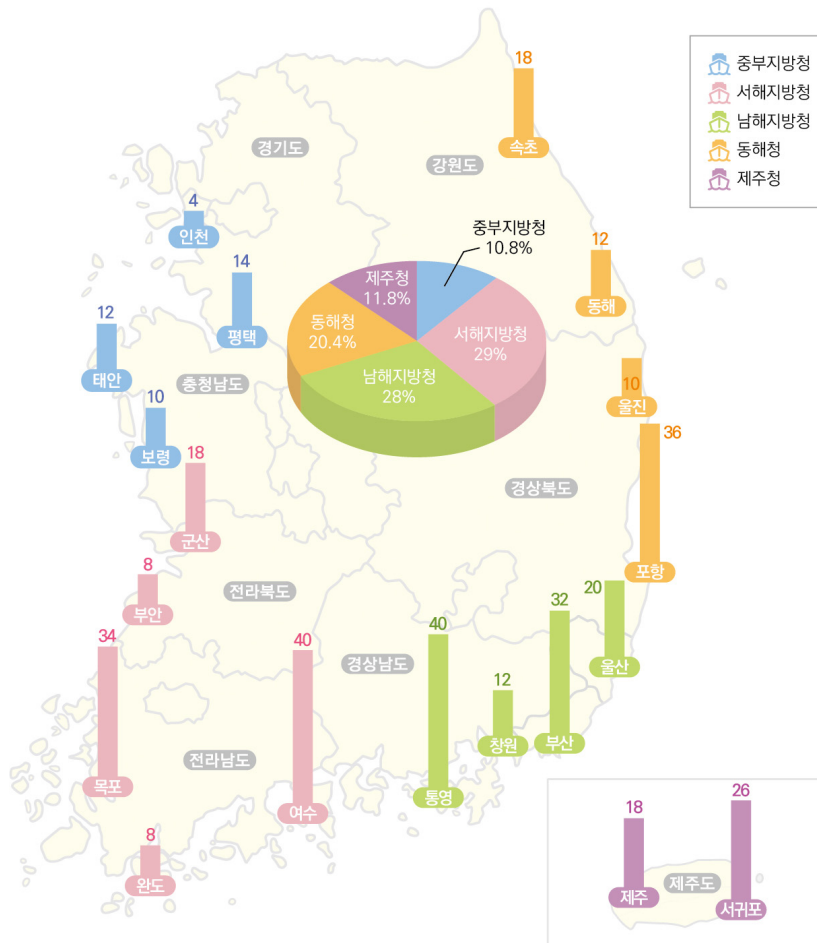 중부지방청
서해지방청
남해지방청
동해청
제주청
18
속초
경기도
강원도
4
인천
중부지방청
10.8%
12
동해
14
평택
제주청
11.8%
동해청
20.4%
서해지방청
29%
남해지방청
28%
12
태안
충청남도
10
울진
10
보령
36
포항
18
군산
경상북도
8
부안
전라북도
20
울산
32
부산
34
목포
40
여수
경상남도
40
통영
12
창원
전라남도
8
완도
18
제주
26
서귀포
제주도